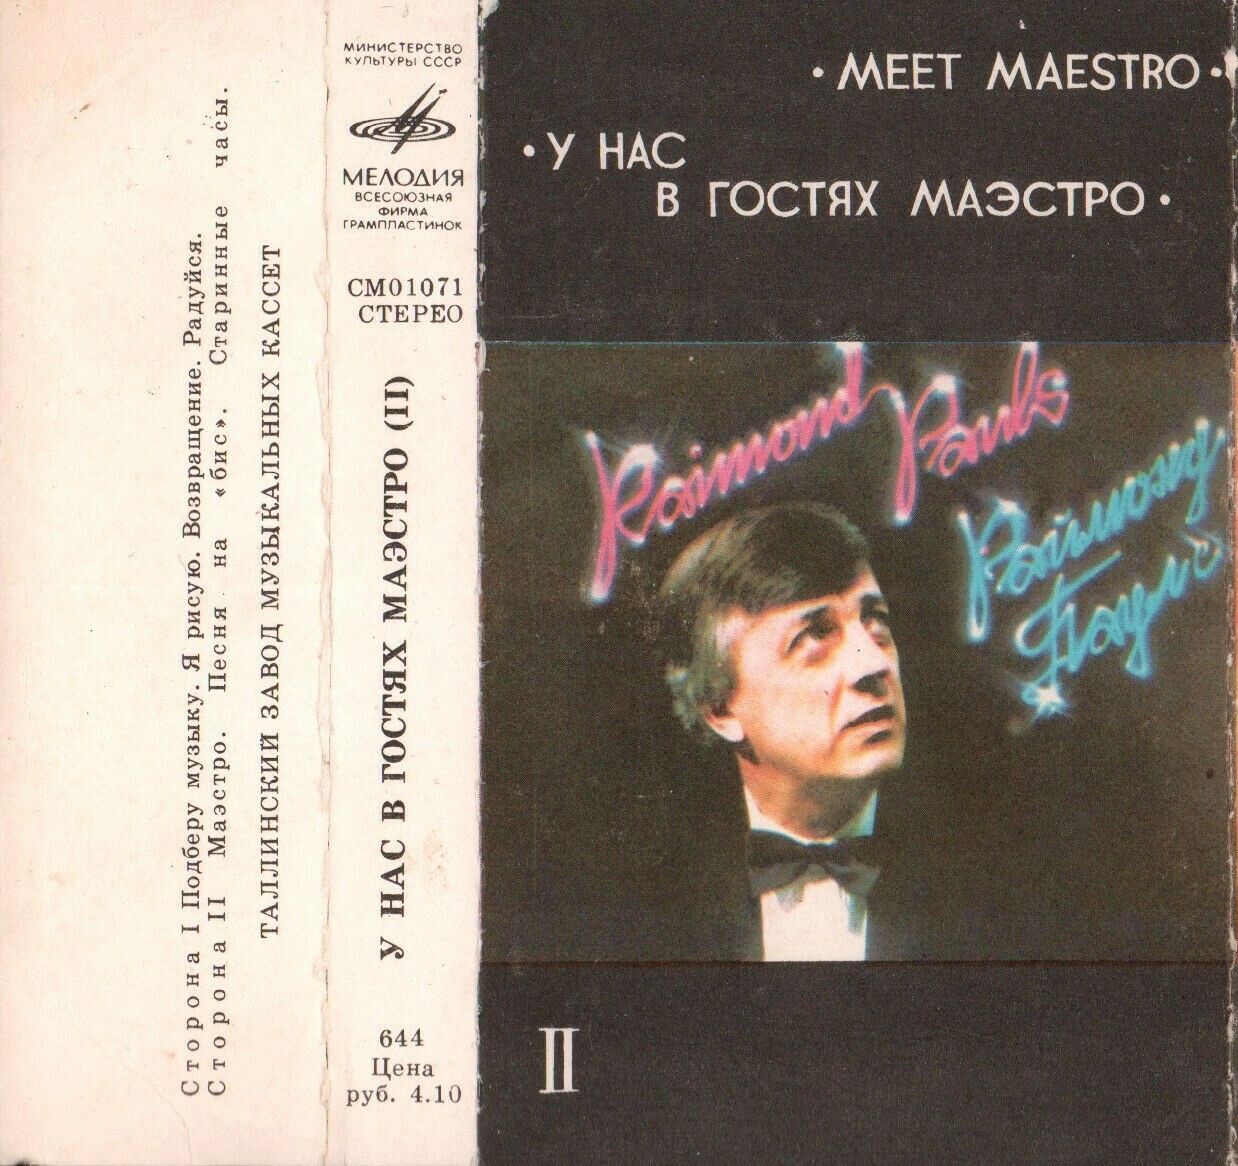 Сторона I Подберу музыку. Я рисую. Возвращение. Радуйся.
Сторона II Маэстро. Песня на «бис». Старинные часы.
ТАЛЛИНСКИЙ ЗАВОД МУЗЫКАЛЬНЫХ КАССЕТ
МИНИСТЕРСТВО
КУЛЬТУРЫ СССР
МЕЛОДИЯ
ВСЕСОЮЗНАЯ
ФИРМА
ГРАМПЛАСТИНОК
СМ01071
СТЕРЕО
У НАС В ГОСТЯХ МАЭСТРО (II)
644
Цена
руб. 4.10
• MEET MAESTRO •
• У НАС
В ГОСТЯХ МАЭСТРО •
Raimond Pauls
Раймонд
Паулс
II